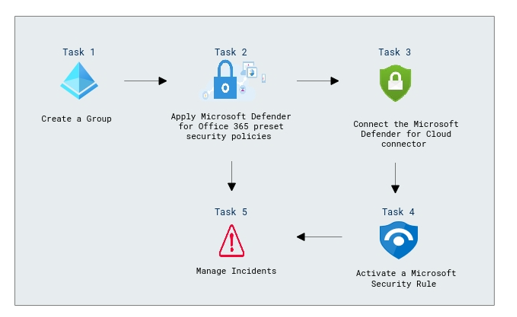 Task 1
Task 2
Task 3
Create a Group
Apply Microsoft Defender
for Office 365 preset
security policies
Connect the Microsoft
Defender for Cloud
connector
Task 5
Task 4
Manage Incidents
Activate a Microsoft
Security Rule